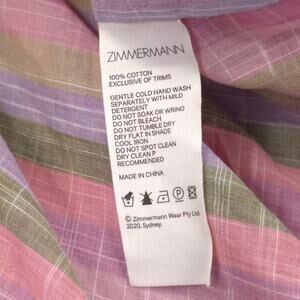 ZIMMERMANN
100% COTTON
EXCLUSIVE OF TRIMS
GENTLE COLD HAND WASH
SEPARATELY WITH MILD
DETERGENT
DO NOT SOAK OR WRING
DO NOT BLEACH
DO NOT TUMBLE DRY
DRY FLAT IN SHADE
COOL IRON
DO NOT SPOT CLEAN
DRY CLEAN P
RECOMMENDED
MADE IN CHINA
P
© Zimmermann Wear Pty Ltd
2020, Sydney.